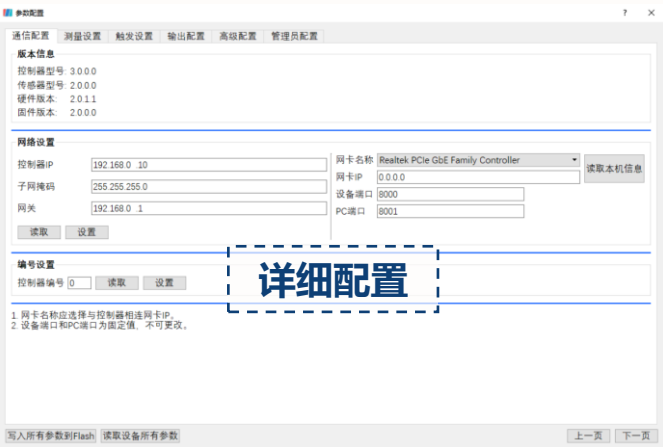 参数配置
? ×
通信配置 测量设置 触发设置 输出配置 高级配置 管理员配置
版本信息
控制器型号: 3.0.0.0
传感器型号: 2.0.0.0
硬件版本: 2.0.1.1
固件版本: 2.0.0.0
网络设置
控制器IP 192.168.0 .10
子网掩码 255.255.255.0
网关 192.168.0 .1
读取 设置
网卡名称 Realtek PCIe GbE Family Controller
网卡IP 0.0.0.0
设备端口 8000
PC端口 8001
读取本机信息
编号设置
控制器编号 0 读取 设置
详细配置
1. 网卡名称应选择与控制器相连网卡IP。
2. 设备端口和PC端口为固定值，不可更改。
写入所有参数到Flash 读取设备所有参数 上一页 下一页